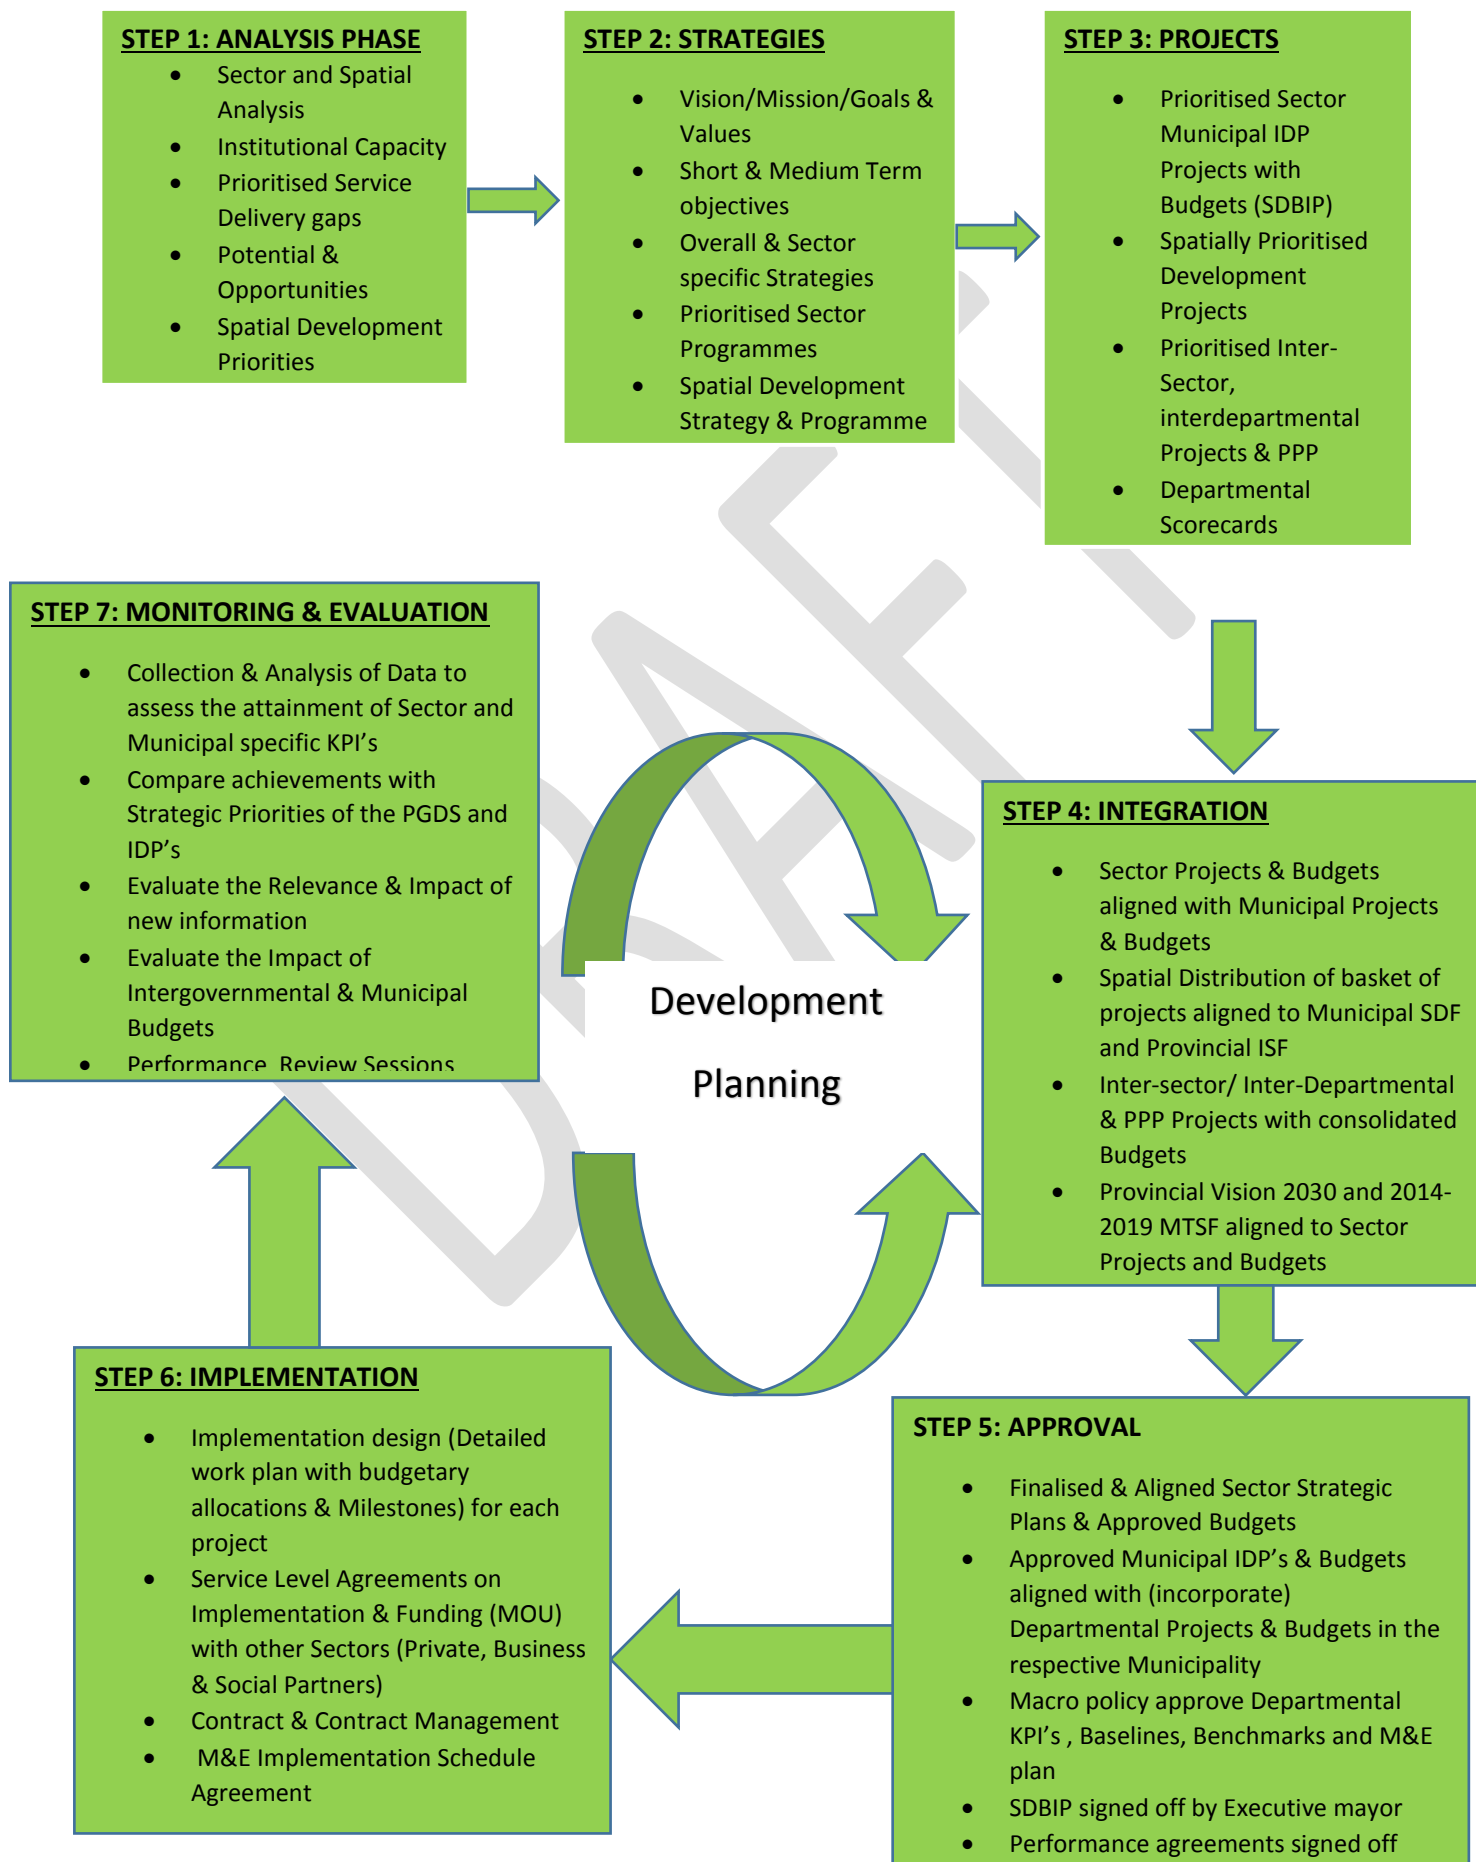 STEP 1: ANALYSIS PHASE
• Sector and Spatial
Analysis
• Institutional Capacity
• Prioritised Service
Delivery gaps
• Potential &
Opportunities
• Spatial Development
Priorities
STEP 2: STRATEGIES
• Vision/Mission/Goals &
Values
• Short & Medium Term
objectives
• Overall & Sector
specific Strategies
• Prioritised Sector
Programmes
• Spatial Development
Strategy & Programme
STEP 3: PROJECTS
• Prioritised Sector
Municipal IDP
Projects with
Budgets (SDBIP)
• Spatially Prioritised
Development
Projects
• Prioritised Inter-
Sector,
interdepartmental
Projects & PPP
• Departmental
Scorecards
STEP 7: MONITORING & EVALUATION
• Collection & Analysis of Data to
assess the attainment of Sector and
Municipal specific KPI’s
• Compare achievements with
Strategic Priorities of the PGDS and
IDP’s
• Evaluate the Relevance & Impact of
new information
• Evaluate the Impact of
Intergovernmental & Municipal
Budgets
• Performance Review Sessions
Development
Planning
STEP 4: INTEGRATION
• Sector Projects & Budgets
aligned with Municipal Projects
& Budgets
• Spatial Distribution of basket of
projects aligned to Municipal SDF
and Provincial ISF
• Inter-sector/ Inter-Departmental
& PPP Projects with consolidated
Budgets
• Provincial Vision 2030 and 2014-
2019 MTSF aligned to Sector
Projects and Budgets
STEP 6: IMPLEMENTATION
• Implementation design (Detailed
work plan with budgetary
allocations & Milestones) for each
project
• Service Level Agreements on
Implementation & Funding (MOU)
with other Sectors (Private, Business
& Social Partners)
• Contract & Contract Management
• M&E Implementation Schedule
Agreement
STEP 5: APPROVAL
• Finalised & Aligned Sector Strategic
Plans & Approved Budgets
• Approved Municipal IDP’s & Budgets
aligned with (incorporate)
Departmental Projects & Budgets in the
respective Municipality
• Macro policy approve Departmental
KPI’s , Baselines, Benchmarks and M&E
plan
• SDBIP signed off by Executive mayor
• Performance agreements signed off
DRAFT